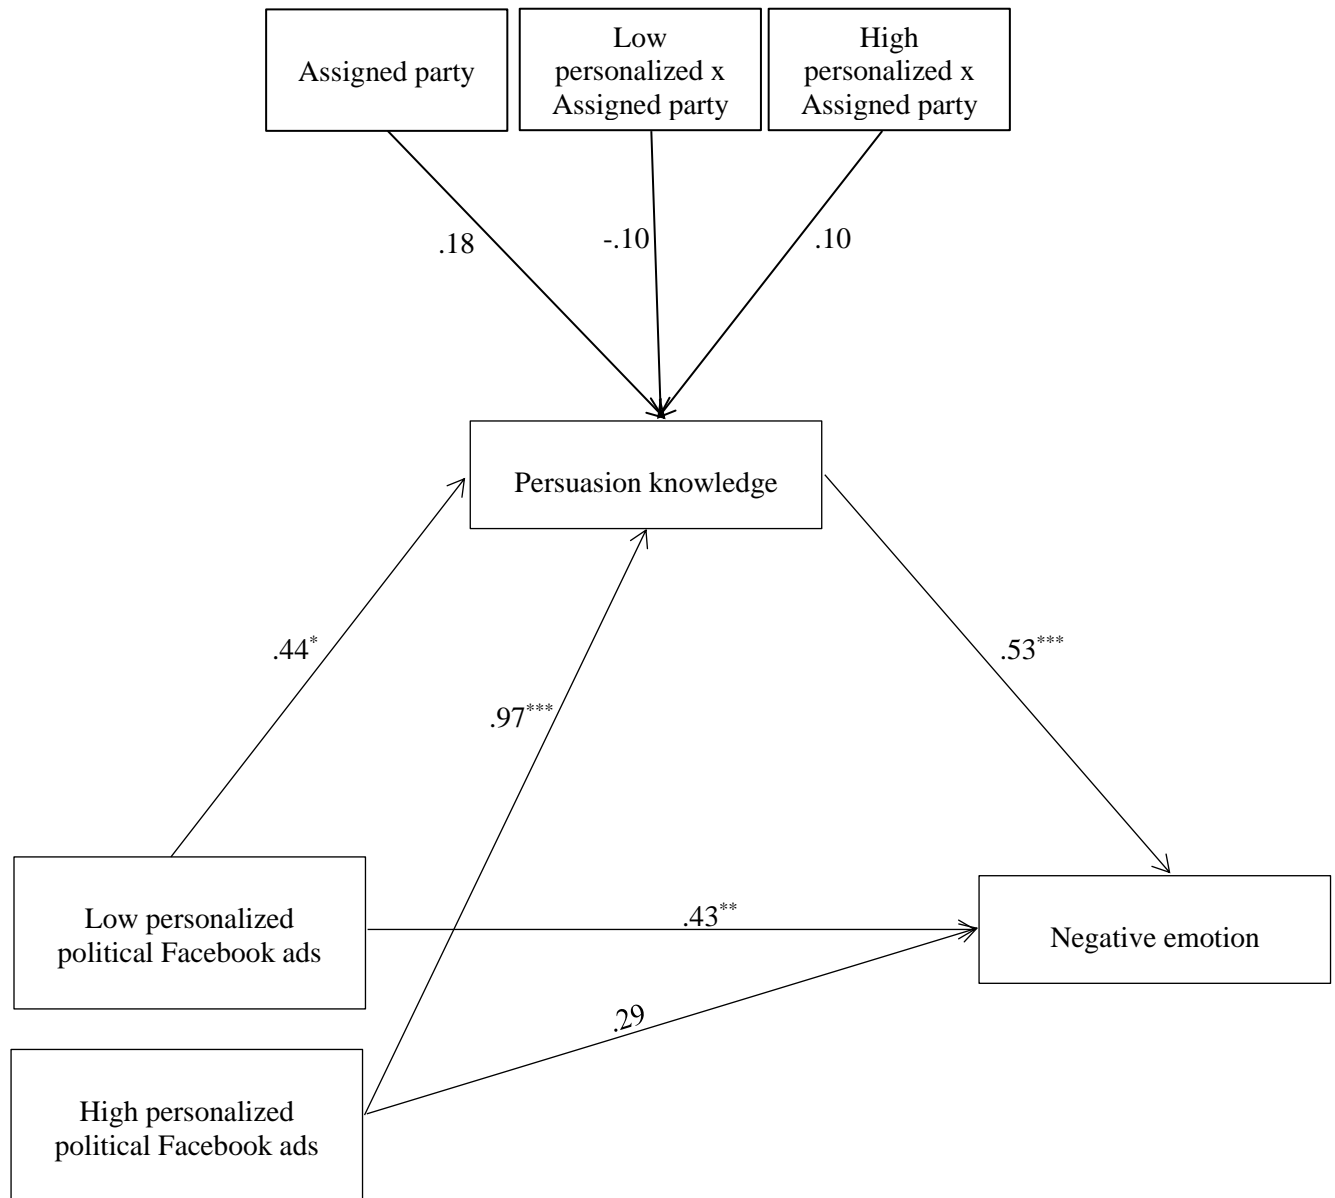 Assigned party
Low
personalized x
Assigned party
High
personalized x
Assigned party
.18
-.10
.10
Persuasion knowledge
.44*
.53***
.97***
Low personalized
political Facebook ads
.43**
Negative emotion
.29
High personalized
political Facebook ads